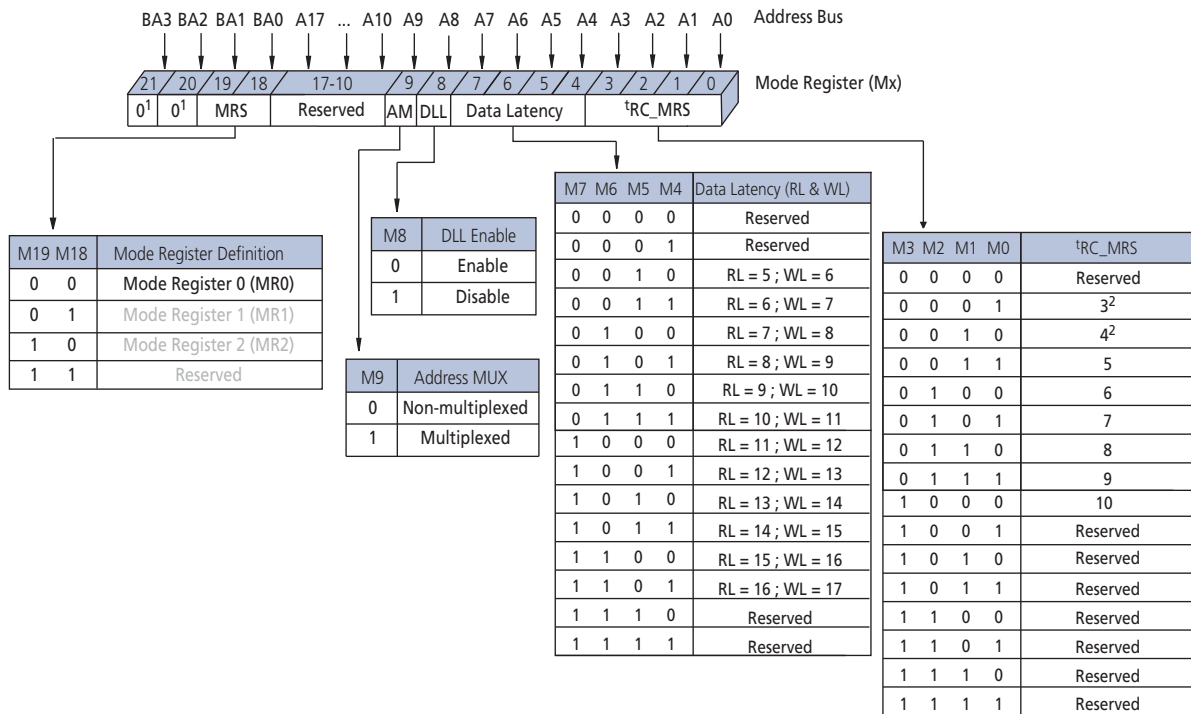 BA3 BA2 BA1 BA0 A17 ... A10 A9 A8 A7 A6 A5 A4 A3 A2 A1 A0 Address Bus
21 20 19 18 17-10 9 8 7 6 5 4 3 2 1 0 Mode Register (Mx)
0¹ 0¹ MRS Reserved AM DLL Data Latency ᵗRC_MRS
M19 M18 Mode Register Definition
0 0 Mode Register 0 (MR0)
0 1 Mode Register 1 (MR1)
1 0 Mode Register 2 (MR2)
1 1 Reserved
M8 DLL Enable
0 Enable
1 Disable
M9 Address MUX
0 Non-multiplexed
1 Multiplexed
M7 M6 M5 M4 Data Latency (RL & WL)
0 0 0 0 Reserved
0 0 0 1 Reserved
0 0 1 0 RL = 5 ; WL = 6
0 0 1 1 RL = 6 ; WL = 7
0 1 0 0 RL = 7 ; WL = 8
0 1 0 1 RL = 8 ; WL = 9
0 1 1 0 RL = 9 ; WL = 10
0 1 1 1 RL = 10 ; WL = 11
1 0 0 0 RL = 11 ; WL = 12
1 0 0 1 RL = 12 ; WL = 13
1 0 1 0 RL = 13 ; WL = 14
1 0 1 1 RL = 14 ; WL = 15
1 1 0 0 RL = 15 ; WL = 16
1 1 0 1 RL = 16 ; WL = 17
1 1 1 0 Reserved
1 1 1 1 Reserved
M3 M2 M1 M0 ᵗRC_MRS
0 0 0 0 Reserved
0 0 0 1 3²
0 0 1 0 4²
0 0 1 1 5
0 1 0 0 6
0 1 0 1 7
0 1 1 0 8
0 1 1 1 9
1 0 0 0 10
1 0 0 1 Reserved
1 0 1 0 Reserved
1 0 1 1 Reserved
1 1 0 0 Reserved
1 1 0 1 Reserved
1 1 1 0 Reserved
1 1 1 1 Reserved